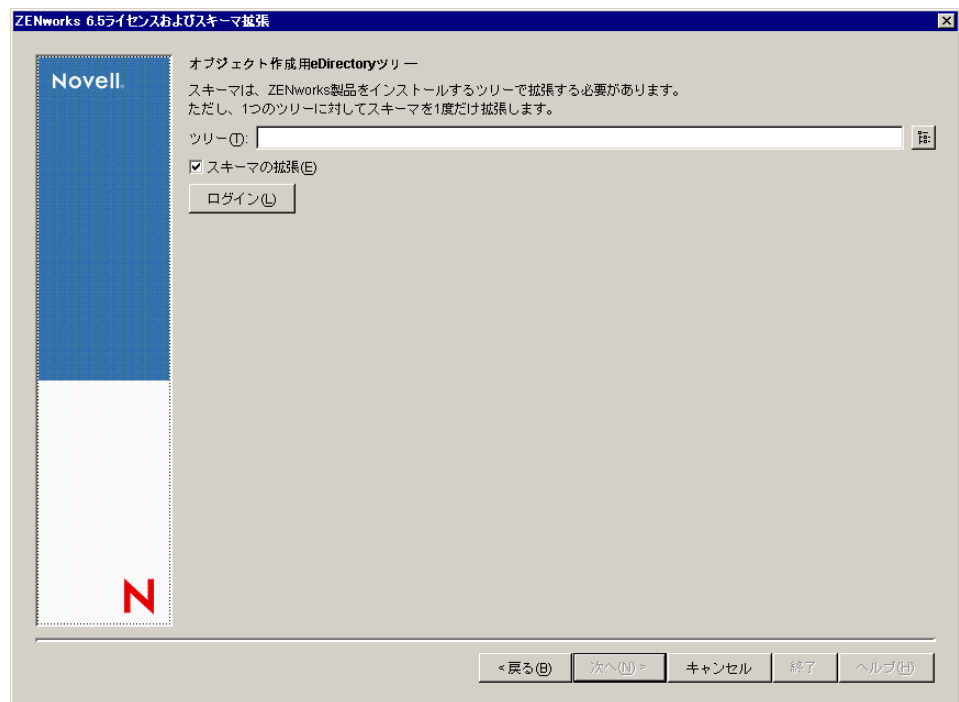 ZENworks 6.5ライセンスおよびスキーマ拡張
Novell.
オブジェクト作成用eDirectoryツリー
スキーマは、ZENworks製品をインストールするツリーで拡張する必要があります。
ただし、1つのツリーに対してスキーマを1度だけ拡張します。
ツリー(T):
スキーマの拡張(E)
ログイン(L)
N
<戻る(B) 次へ(N)> キャンセル 終了 ヘルプ(H)